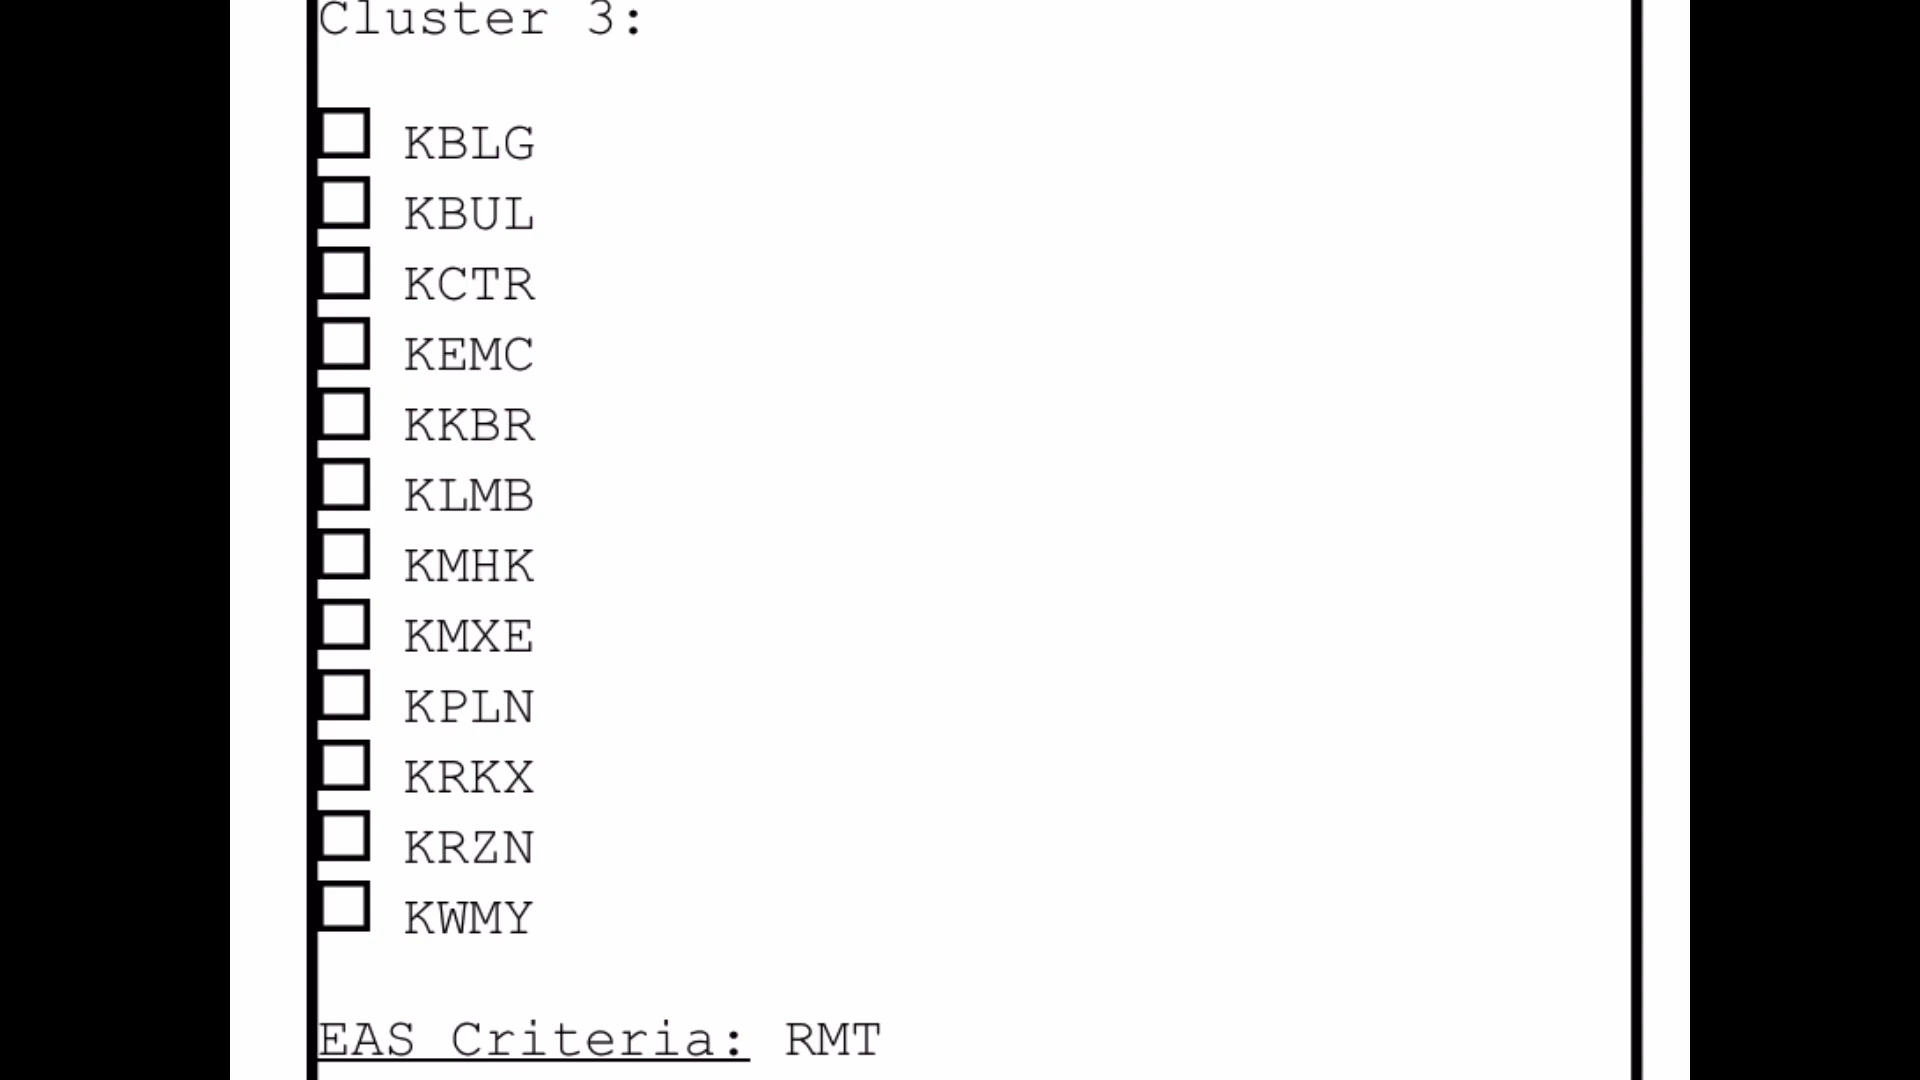 Cluster 3:
KBLG
KBUL
KCTR
KEMC
KKBR
KLMB
KMHK
KMXE
KPLN
KRKX
KRZN
KWMY
EAS Criteria: RMT